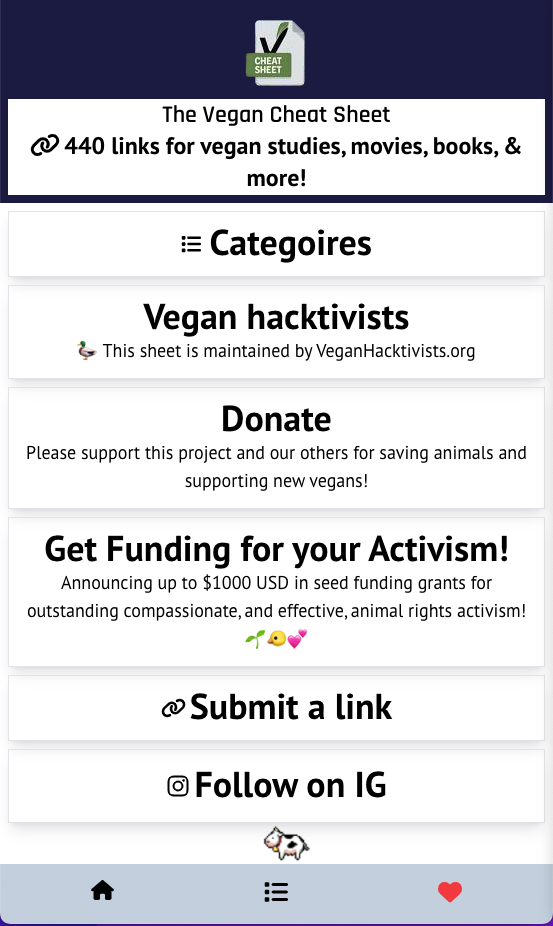 CHEAT
SHEET
The Vegan Cheat Sheet
440 links for vegan studies, movies, books, &
more!
Categoires
Vegan hacktivists
🦆 This sheet is maintained by VeganHacktivists.org
Donate
Please support this project and our others for saving animals and
supporting new vegans!
Get Funding for your Activism!
Announcing up to $1000 USD in seed funding grants for
outstanding compassionate, and effective, animal rights activism!
🌱🐤💕
Submit a link
Follow on IG